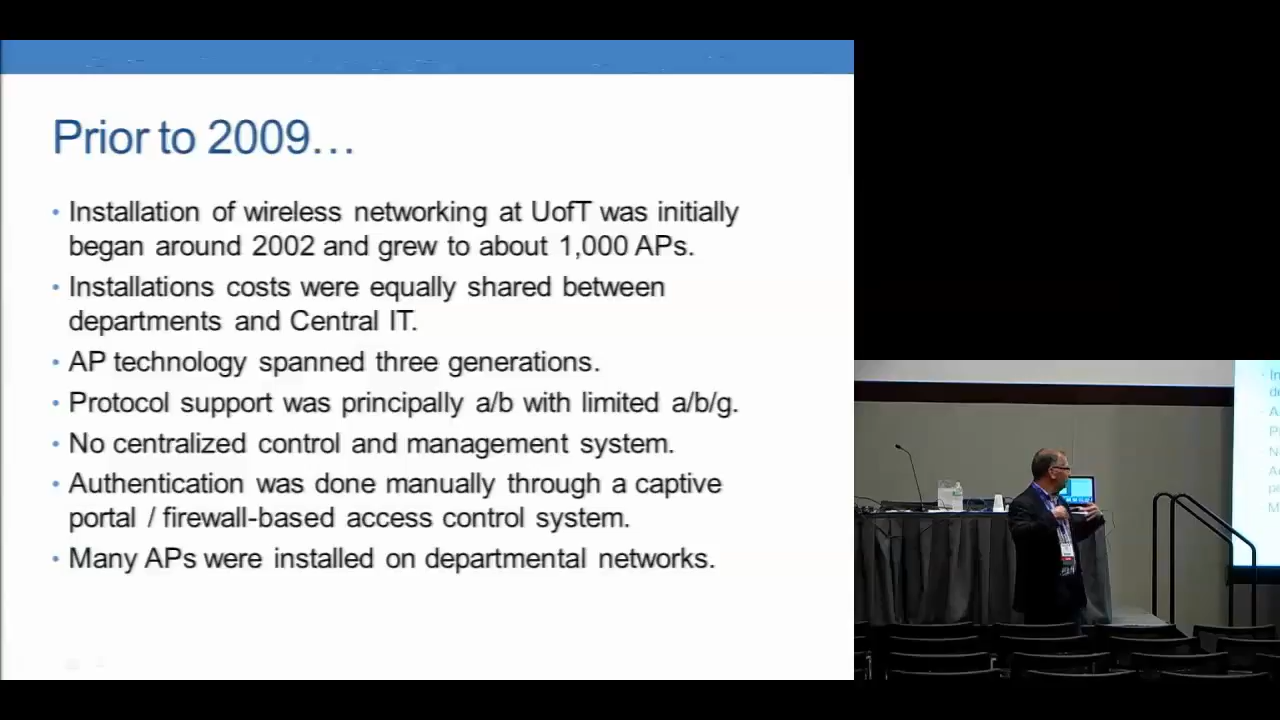 Prior to 2009…
• Installation of wireless networking at UofT was initially
began around 2002 and grew to about 1,000 APs.
• Installations costs were equally shared between
departments and Central IT.
• AP technology spanned three generations.
• Protocol support was principally a/b with limited a/b/g.
• No centralized control and management system.
• Authentication was done manually through a captive
portal / firewall-based access control system.
• Many APs were installed on departmental networks.